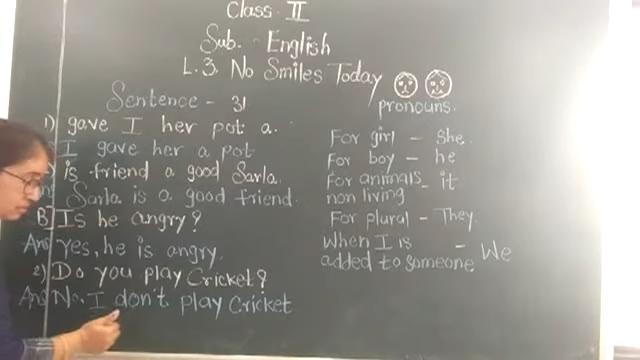 Class - II
Sub. - English
L.3. No Smiles Today
Sentence - 31
1) gave I her pot a.
I gave her a pot
is friend a good Sarla.
Sarla is a good friend.
B] Is he angry?
Ans Yes, he is angry.
2) Do you play Cricket?
Ans No. I don't play Cricket
pronouns.
For girl - She.
For boy - he
For animals - it
non living
For plural - They.
When I is - We
added to someone